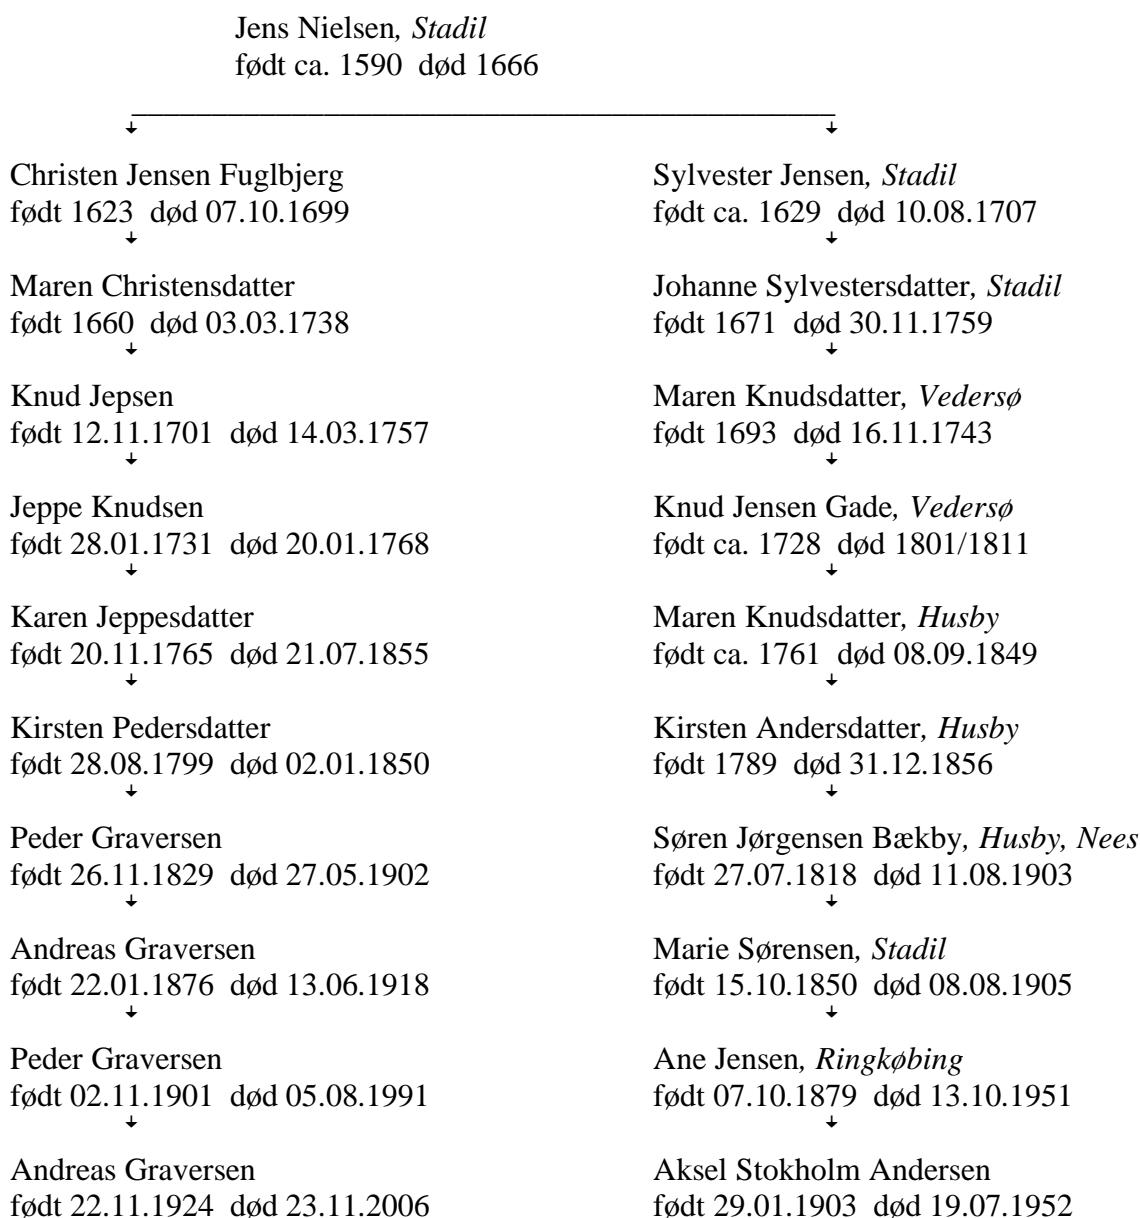 Jens Nielsen, Stadil
født ca. 1590 død 1666
Christen Jensen Fuglbjerg
født 1623 død 07.10.1699
Sylvester Jensen, Stadil
født ca. 1629 død 10.08.1707
Maren Christensdatter
født 1660 død 03.03.1738
Johanne Sylvestersdatter, Stadil
født 1671 død 30.11.1759
Knud Jepsen
født 12.11.1701 død 14.03.1757
Maren Knudsdatter, Vedersø
født 1693 død 16.11.1743
Jeppe Knudsen
født 28.01.1731 død 20.01.1768
Knud Jensen Gade, Vedersø
født ca. 1728 død 1801/1811
Karen Jeppesdatter
født 20.11.1765 død 21.07.1855
Maren Knudsdatter, Husby
født ca. 1761 død 08.09.1849
Kirsten Pedersdatter
født 28.08.1799 død 02.01.1850
Kirsten Andersdatter, Husby
født 1789 død 31.12.1856
Peder Graversen
født 26.11.1829 død 27.05.1902
Søren Jørgensen Bækby, Husby, Nees
født 27.07.1818 død 11.08.1903
Andreas Graversen
født 22.01.1876 død 13.06.1918
Marie Sørensen, Stadil
født 15.10.1850 død 08.08.1905
Peder Graversen
født 02.11.1901 død 05.08.1991
Ane Jensen, Ringkøbing
født 07.10.1879 død 13.10.1951
Andreas Graversen
født 22.11.1924 død 23.11.2006
Aksel Stokholm Andersen
født 29.01.1903 død 19.07.1952